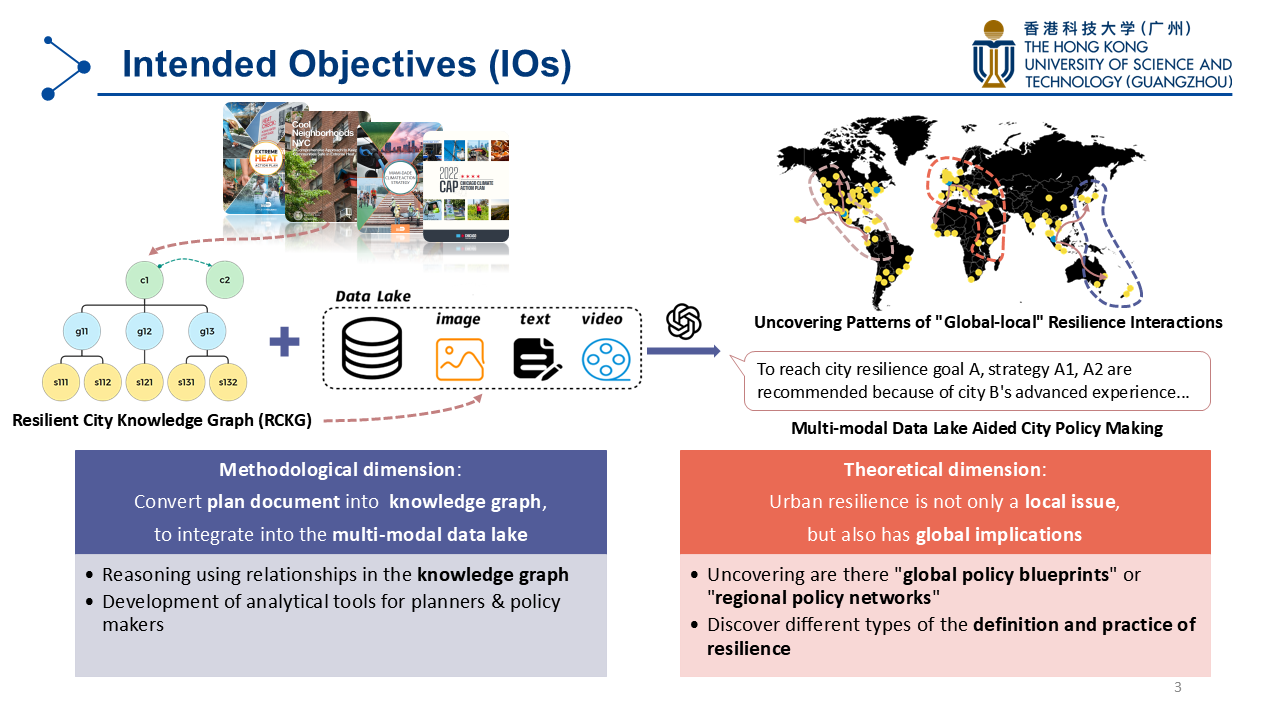 Intended Objectives (IOs)
香港科技大学(广州)
THE HONG KONG
UNIVERSITY OF SCIENCE AND
TECHNOLOGY (GUANGZHOU)
EXTREME
HEAT
ACTION PLAN
Cool
Neighborhoods
NYC
MIAMI-DADE
CLIMATE ACTION
STRATEGY
2022
CAP
CHICAGO CLIMATE
ACTION PLAN
c1
c2
g11
g12
g13
s111
s112
s121
s131
s132
Resilient City Knowledge Graph (RCKG)
Data Lake
image
text
video
Uncovering Patterns of "Global-local" Resilience Interactions
To reach city resilience goal A, strategy A1, A2 are
recommended because of city B's advanced experience...
Multi-modal Data Lake Aided City Policy Making
Methodological dimension:
Convert plan document into knowledge graph,
to integrate into the multi-modal data lake
• Reasoning using relationships in the knowledge graph
• Development of analytical tools for planners & policy
makers
Theoretical dimension:
Urban resilience is not only a local issue,
but also has global implications
• Uncovering are there "global policy blueprints" or
"regional policy networks"
• Discover different types of the definition and practice of
resilience
3